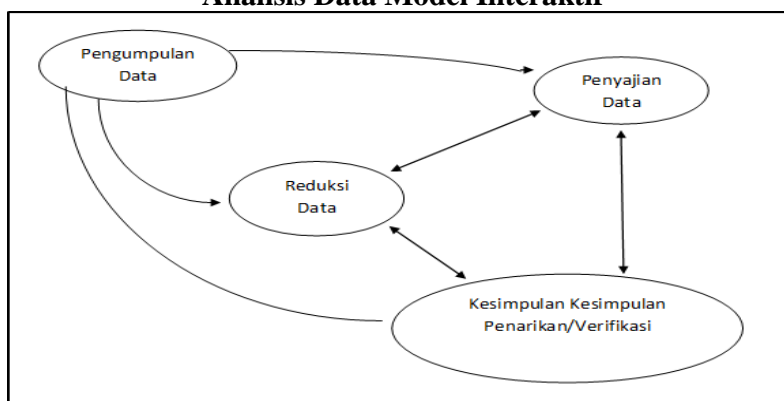 Analisis Data Model Interaktif
Pengumpulan
Data
Penyajian
Data
Reduksi
Data
Kesimpulan Kesimpulan
Penarikan/Verifikasi